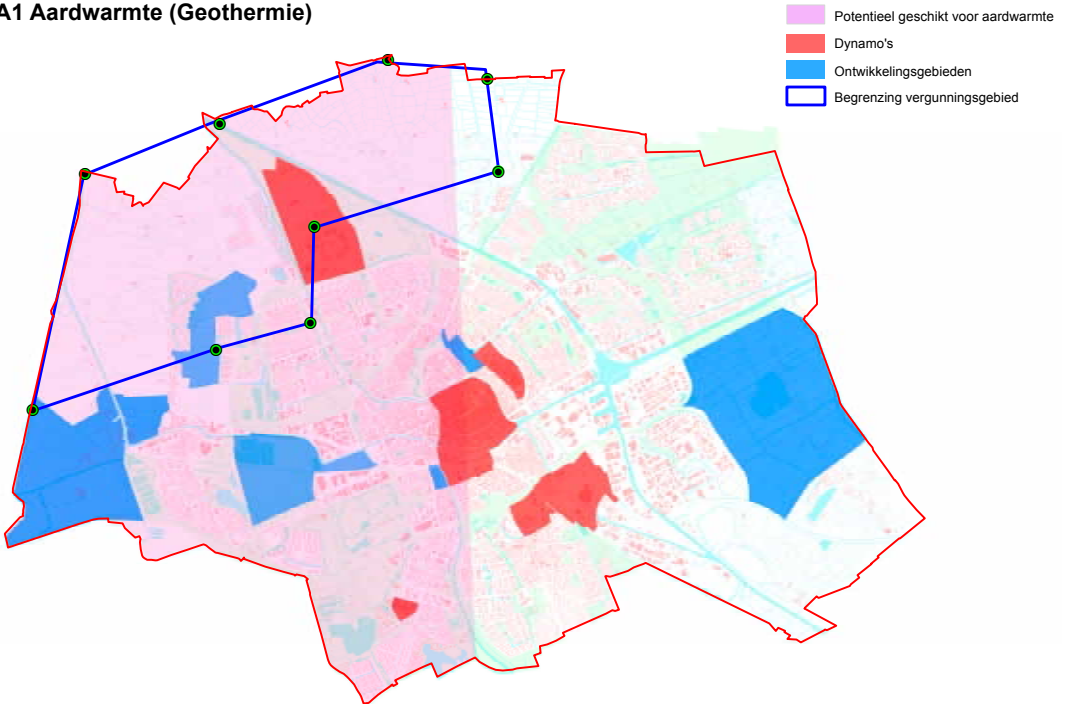 A1 Aardwarmte (Geothermie)
Potentieel geschikt voor aardwarmte
Dynamo's
Ontwikkelingsgebieden
Begrenzing vergunningsgebied